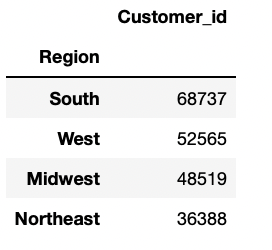 Customer_id
Region
South 68737
West 52565
Midwest 48519
Northeast 36388